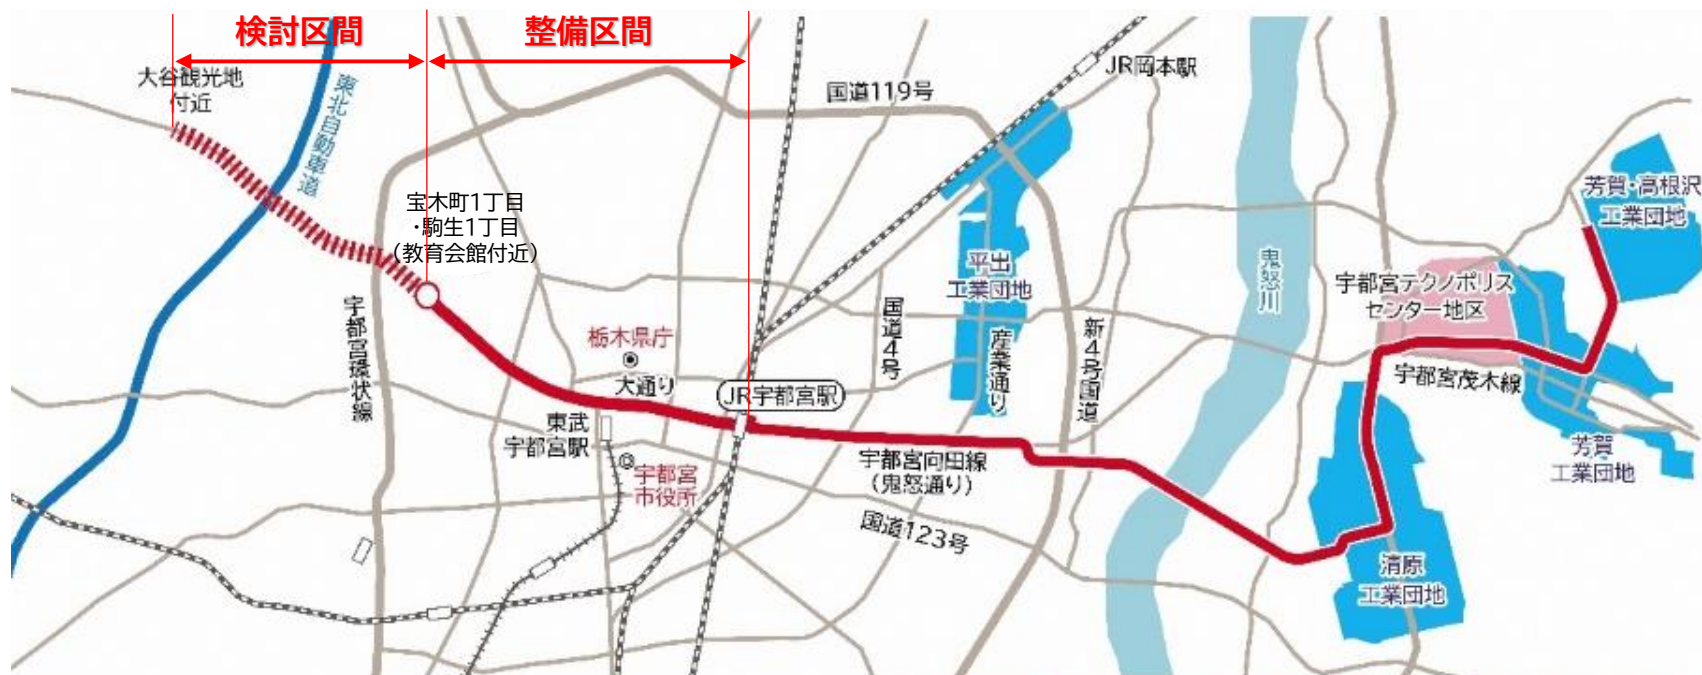 検討区間
整備区間
大谷観光地
付近
東北自動車道
国道119号
JR岡本駅
宝木町1丁目
・駒生1丁目
（教育会館付近）
芳賀・高根沢
工業団地
平出
工業団地
鬼怒川
宇都宮テクノポリス
センター地区
宇都宮環状線
国道4号
産業通り
新4号国道
栃木県庁
大通り
JR宇都宮駅
宇都宮茂木線
東武
宇都宮駅
宇都宮
市役所
宇都宮向田線
（鬼怒通り）
芳賀
工業団地
国道123号
清原
工業団地